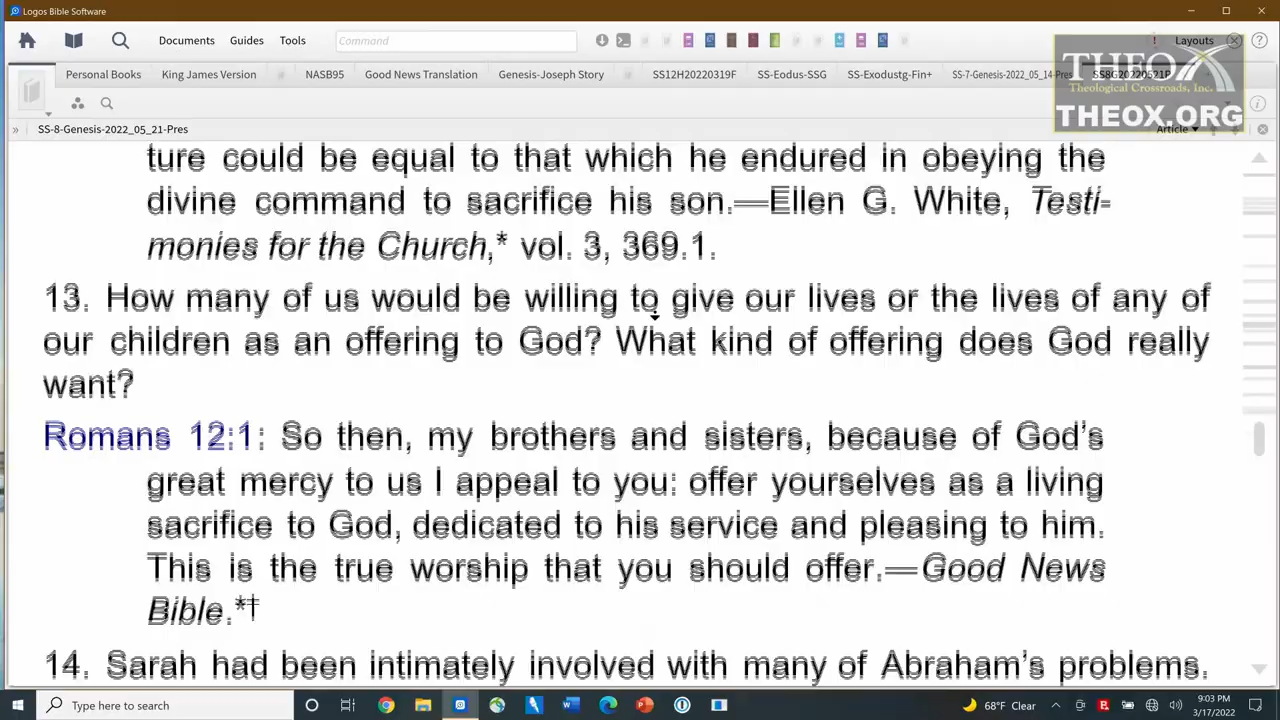 Logos Bible Software
Documents Guides Tools Command Layouts
Personal Books King James Version NASB95 Good News Translation Genesis-Joseph Story SS12H20220319F SS-Eodus-SSG SS-Exodustg-Fin+ SS-7-Genesis-2022_05_14-Pres SS8G20220521P
THEOX
Theological Crossroads, Inc.
THEOX.ORG
SS-8-Genesis-2022_05_21-Pres Article
ture could be equal to that which he endured in obeying the
divine command to sacrifice his son.—Ellen G. White, Testi-
monies for the Church,* vol. 3, 369.1.
13. How many of us would be willing to give our lives or the lives of any of
our children as an offering to God? What kind of offering does God really
want?
Romans 12:1: So then, my brothers and sisters, because of God's
great mercy to us I appeal to you: offer yourselves as a living
sacrifice to God, dedicated to his service and pleasing to him.
This is the true worship that you should offer.—Good News
Bible.*†
14. Sarah had been intimately involved with many of Abraham's problems.
Type here to search 68°F Clear 9:03 PM
3/17/2022